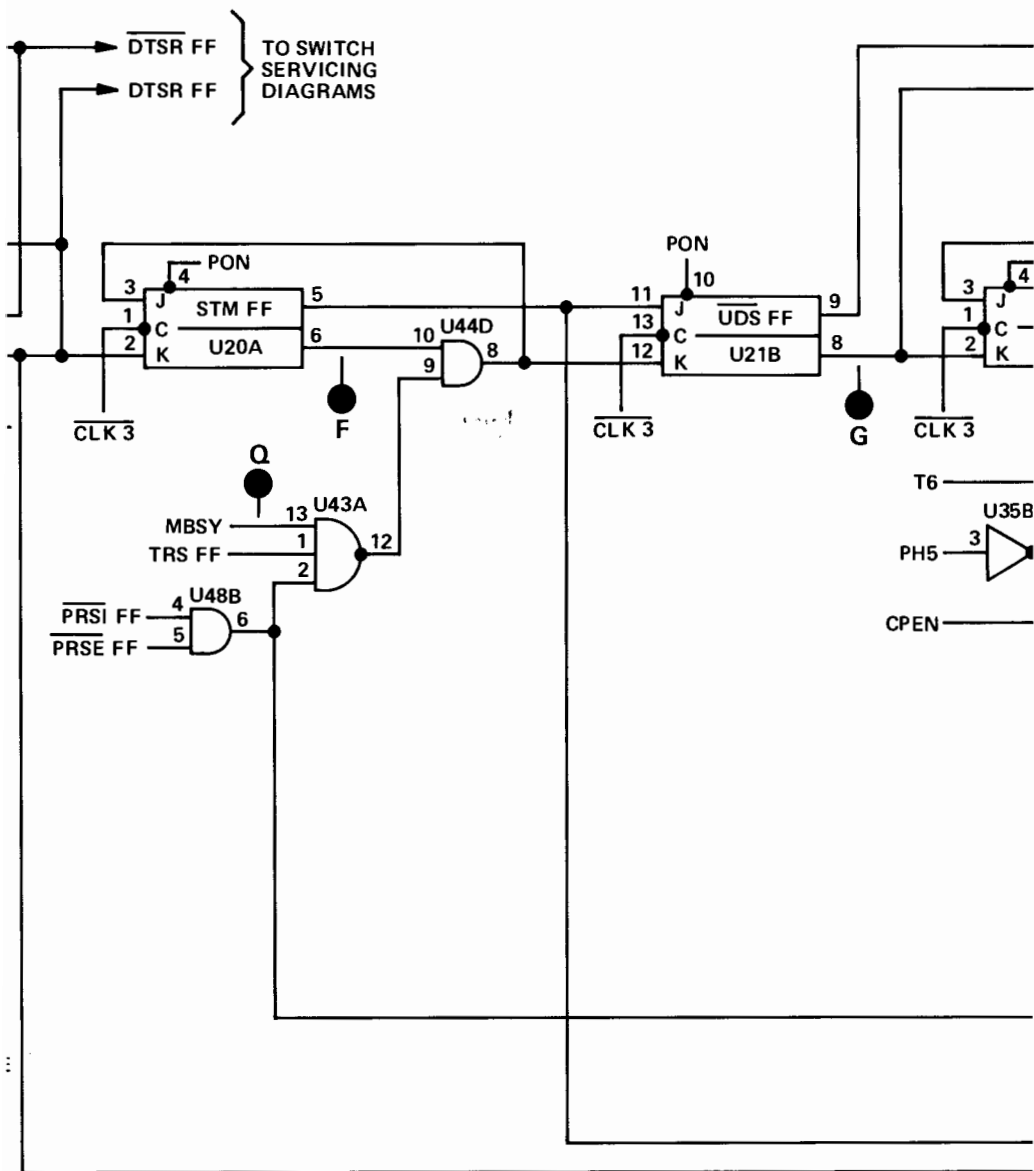 DTSR FF
DTSR FF
TO SWITCH
SERVICING
DIAGRAMS
PON
4
3
J
STM FF
5
1
C
2
K
U20A
6
CLK 3
F
U44D
10
9
8
PON
10
11
J
UDS FF
9
13
C
12
K
U21B
8
CLK 3
G
3
J
4
1
C
2
K
CLK 3
Q
U43A
MBSY
13
TRS FF
1
2
12
U48B
PRSI FF
4
PRSE FF
5
6
T6
U35B
PH5
3
CPEN